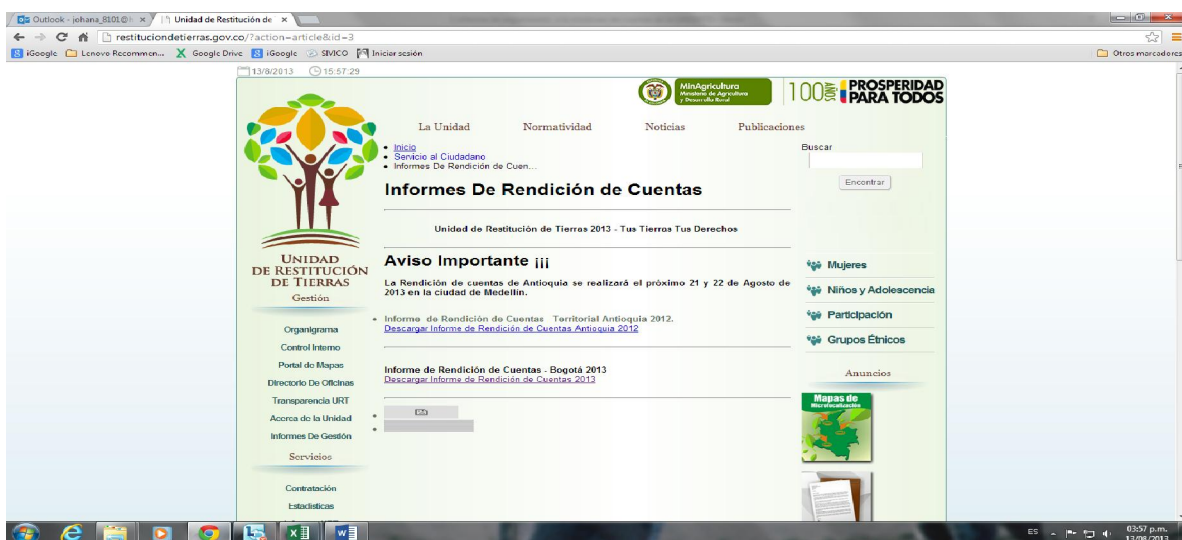 Outlook - johana_8101@
Unidad de Restitución de
restituciondetierras.gov.co/?action=article&id=3
iGoogle Lenovo Recommen... Google Drive iGoogle SIVICO Iniciar sesión Otros marcadores
13/8/2013 15:57:29
MinAgricultura
Ministerio de Agricultura
y Desarrollo Rural
100 AÑOS
PROSPERIDAD
PARA TODOS
La Unidad Normatividad Noticias Publicaciones
Inicio
Servicio al Ciudadano
Informes De Rendición de Cuen...
Buscar
Encontrar
Informes De Rendición de Cuentas
Unidad de Restitución de Tierras 2013 - Tus Tierras Tus Derechos
UNIDAD
DE RESTITUCIÓN
DE TIERRAS
Gestión
Organigrama
Control Interno
Portal de Mapas
Directorio De Oficinas
Transparencia URT
Acerca de la Unidad
Informes De Gestión
Servicios
Contratación
Estadisticas
Aviso Importante ¡¡¡
La Rendición de cuentas de Antioquia se realizará el próximo 21 y 22 de Agosto de
2013 en la ciudad de Medellín.
Informe de Rendición de Cuentas Territorial Antioquia 2012.
Descargar Informe de Rendición de Cuentas Antioquia 2012
Informe de Rendición de Cuentas - Bogotá 2013
Descargar Informe de Rendición de Cuentas 2013
Mujeres
Niños y Adolescencia
Participación
Grupos Étnicos
Anuncios
Mapas de
Microfocalización
ES
03:57 p.m.
13/08/2013